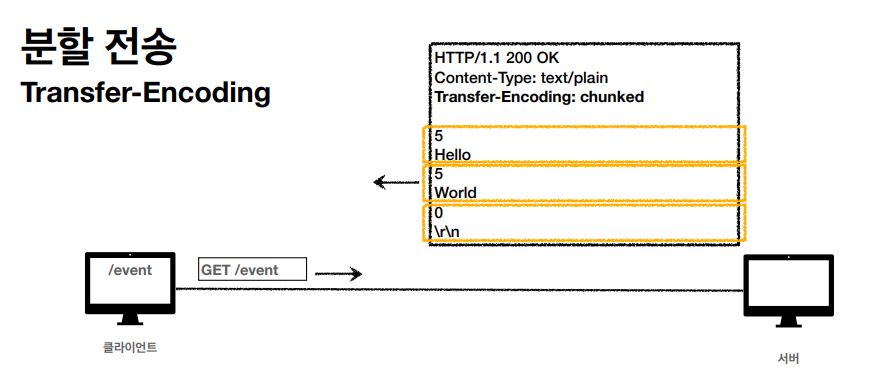 분할 전송
Transfer-Encoding
HTTP/1.1 200 OK
Content-Type: text/plain
Transfer-Encoding: chunked
5
Hello
5
World
0
\r\n
/event
GET /event
클라이언트
서버